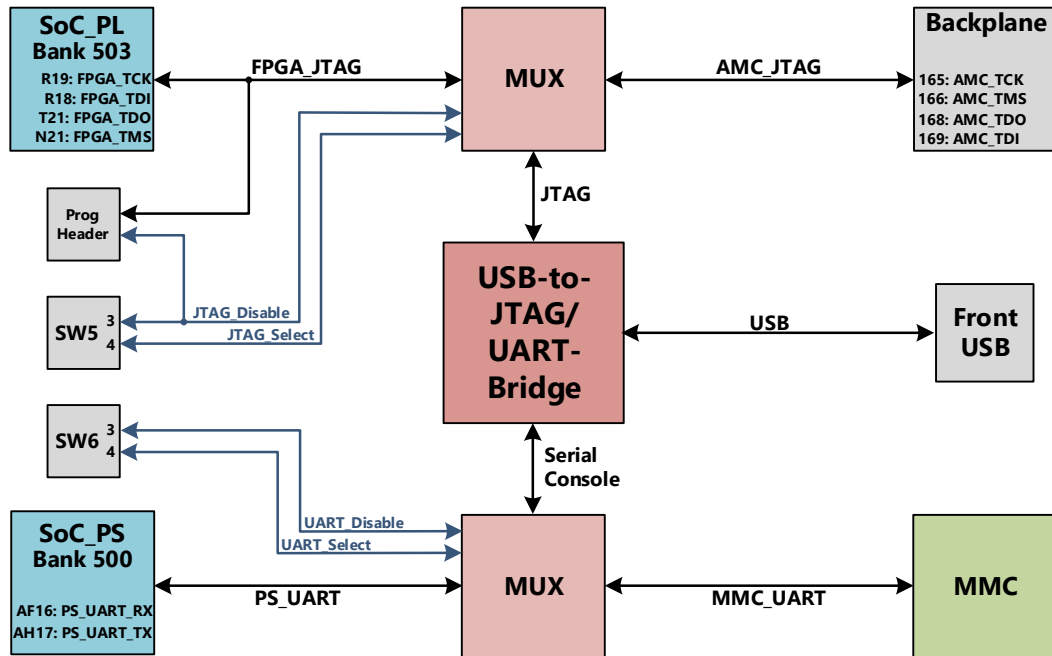 SoC_PL
Bank 503
R19: FPGA_TCK
R18: FPGA_TDI
T21: FPGA_TDO
N21: FPGA_TMS
FPGA_JTAG
MUX
AMC_JTAG
Backplane
165: AMC_TCK
166: AMC_TMS
168: AMC_TDO
169: AMC_TDI
JTAG
Prog
Header
SW5
3
4
JTAG_Disable
JTAG_Select
USB-to-
JTAG/
UART-
Bridge
USB
Front
USB
SW6
3
4
Serial
Console
UART_Disable
UART_Select
SoC_PS
Bank 500
AF16: PS_UART_RX
AH17: PS_UART_TX
PS_UART
MUX
MMC_UART
MMC